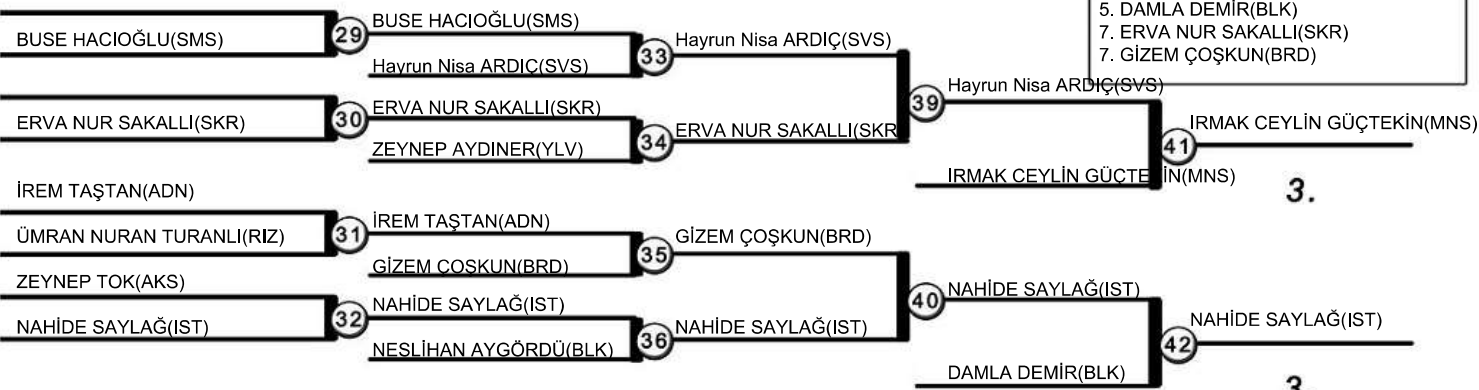 5. DAMLA DEMİR(BLK)
7. ERVA NUR SAKALLI(SKR)
7. GİZEM ÇOŞKUN(BRD)
BUSE HACIOĞLU(SMS)
29
BUSE HACIOĞLU(SMS)
Hayrun Nisa ARDIÇ(SVS)
33
Hayrun Nisa ARDIÇ(SVS)
ERVA NUR SAKALLI(SKR)
30
ERVA NUR SAKALLI(SKR)
ZEYNEP AYDINER(YLV)
34
ERVA NUR SAKALLI(SKR
39
Hayrun Nisa ARDIÇ(SVS)
IRMAK CEYLİN GÜÇTEKİN(MNS)
41
IRMAK CEYLİN GÜÇTEKİN(MNS)
3.
İREM TAŞTAN(ADN)
ÜMRAN NURAN TURANLI(RIZ)
31
İREM TAŞTAN(ADN)
GİZEM ÇOŞKUN(BRD)
35
GİZEM ÇOŞKUN(BRD)
ZEYNEP TOK(AKS)
NAHİDE SAYLAĞ(IST)
32
NAHİDE SAYLAĞ(IST)
NESLİHAN AYGÖRDÜ(BLK)
36
NAHİDE SAYLAĞ(IST)
40
NAHİDE SAYLAĞ(IST)
DAMLA DEMİR(BLK)
42
NAHİDE SAYLAĞ(IST)
3.